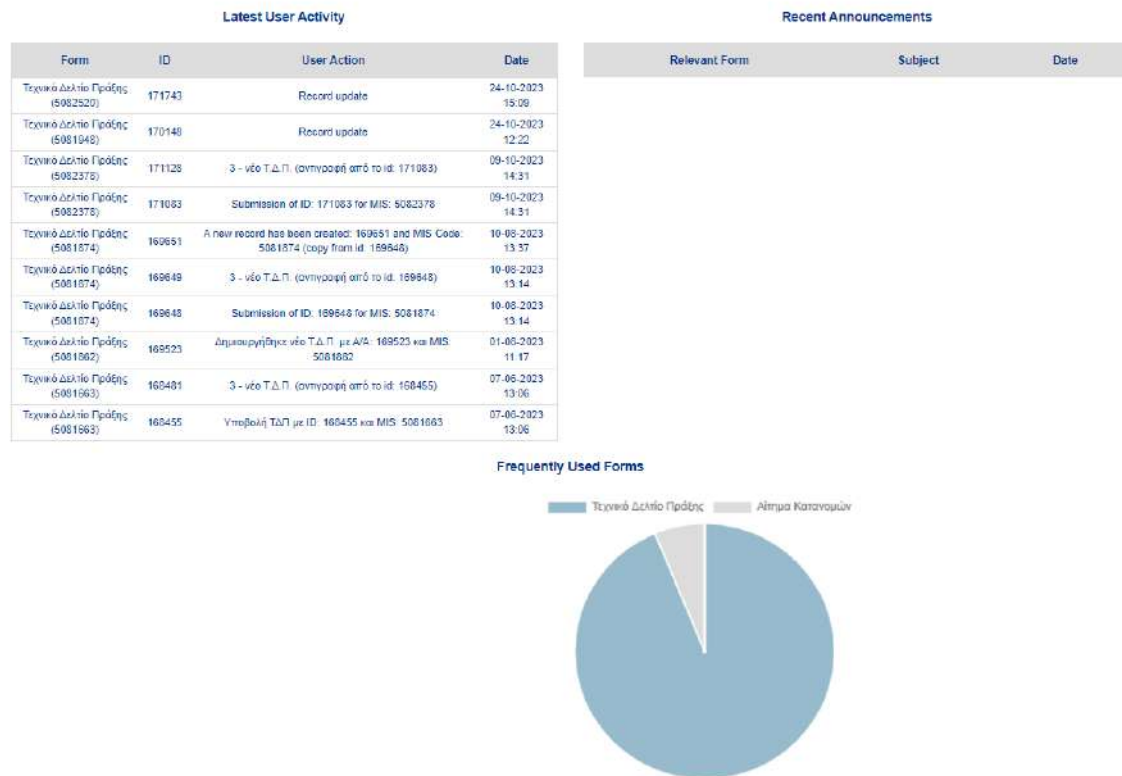 Latest User Activity
Recent Announcements
Form ID User Action Date
Relevant Form Subject Date
Τεχνικό Δελτίο Πράξης
(5082520) 171743 Record update 24-10-2023
15:09
Τεχνικό Δελτίο Πράξης
(5081948) 170148 Record update 24-10-2023
12:22
Τεχνικό Δελτίο Πράξης
(5082378) 171128 3 - νέο Τ.Δ.Π. (αντιγραφή από το id: 171083) 09-10-2023
14:31
Τεχνικό Δελτίο Πράξης
(5082378) 171083 Submission of ID: 171083 for MIS: 5082378 09-10-2023
14:31
Τεχνικό Δελτίο Πράξης
(5081874) 169651 A new record has been created: 169651 and MIS Code:
5081874 (copy from id: 169648) 10-08-2023
13:37
Τεχνικό Δελτίο Πράξης
(5081874) 169649 3 - νέο Τ.Δ.Π. (αντιγραφή από το id: 169648) 10-08-2023
13:14
Τεχνικό Δελτίο Πράξης
(5081874) 169648 Submission of ID: 169648 for MIS: 5081874 10-08-2023
13:14
Τεχνικό Δελτίο Πράξης
(5081862) 169523 Δημιουργήθηκε νέο Τ.Δ.Π. με Α/Α: 169523 και MIS:
5081862 01-08-2023
11:17
Τεχνικό Δελτίο Πράξης
(5081663) 168481 3 - νέο Τ.Δ.Π. (αντιγραφή από το id: 168455) 07-06-2023
13:06
Τεχνικό Δελτίο Πράξης
(5081663) 168455 Υποβολή ΤΔΠ με ID: 168455 και MIS: 5081663 07-06-2023
13:06
Frequently Used Forms
Τεχνικό Δελτίο Πράξης Αίτημα Κατανομών